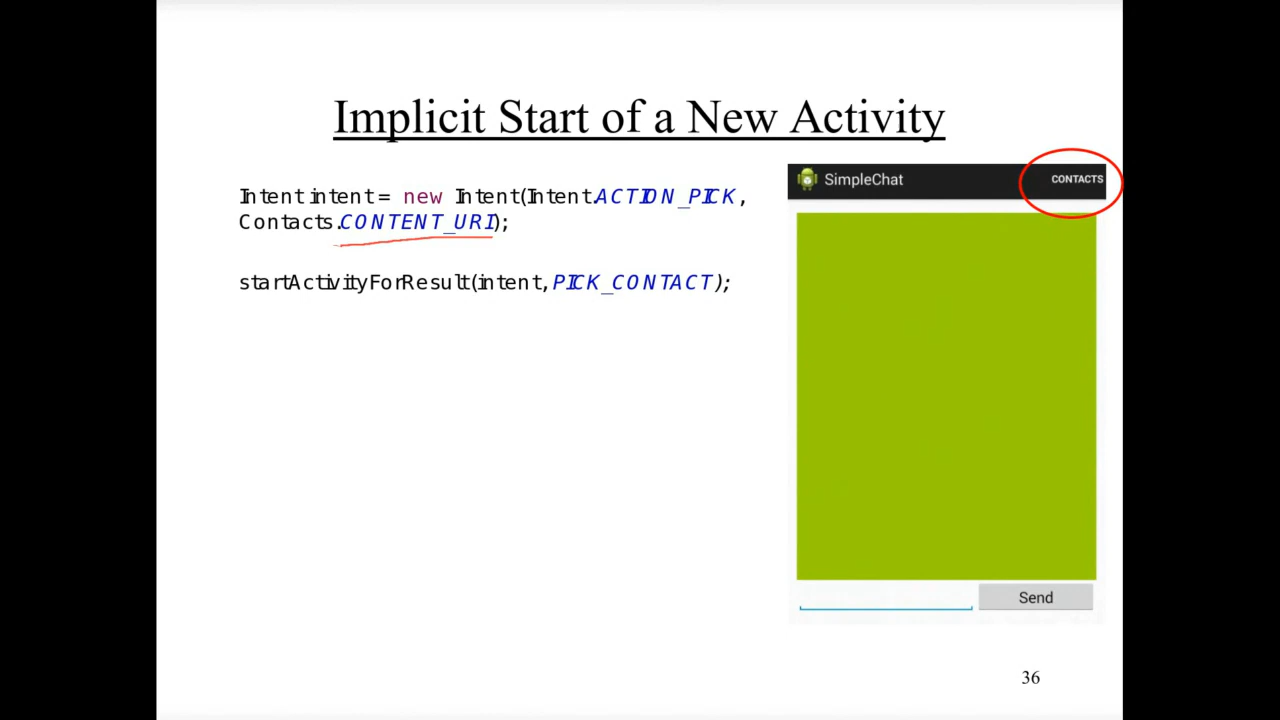 Implicit Start of a New Activity
Intent intent = new Intent(Intent.ACTION_PICK,
Contacts.CONTENT_URI);
startActivityForResult(intent, PICK_CONTACT);
SimpleChat
CONTACTS
Send
36